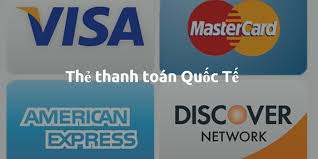 VISA
MasterCard
Thẻ thanh toán Quốc Tế
AMERICAN
EXPRESS
DISCOVER
NETWORK